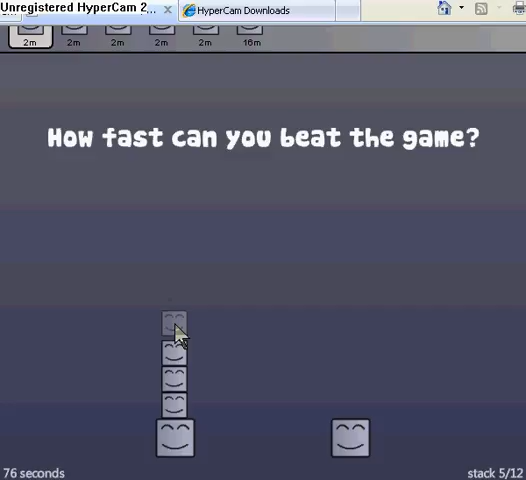 Unregistered HyperCam 2
... HyperCam Downloads
2m 2m 2m 2m 2m 16m
How fast can you beat the game?
76 seconds stack 5/12